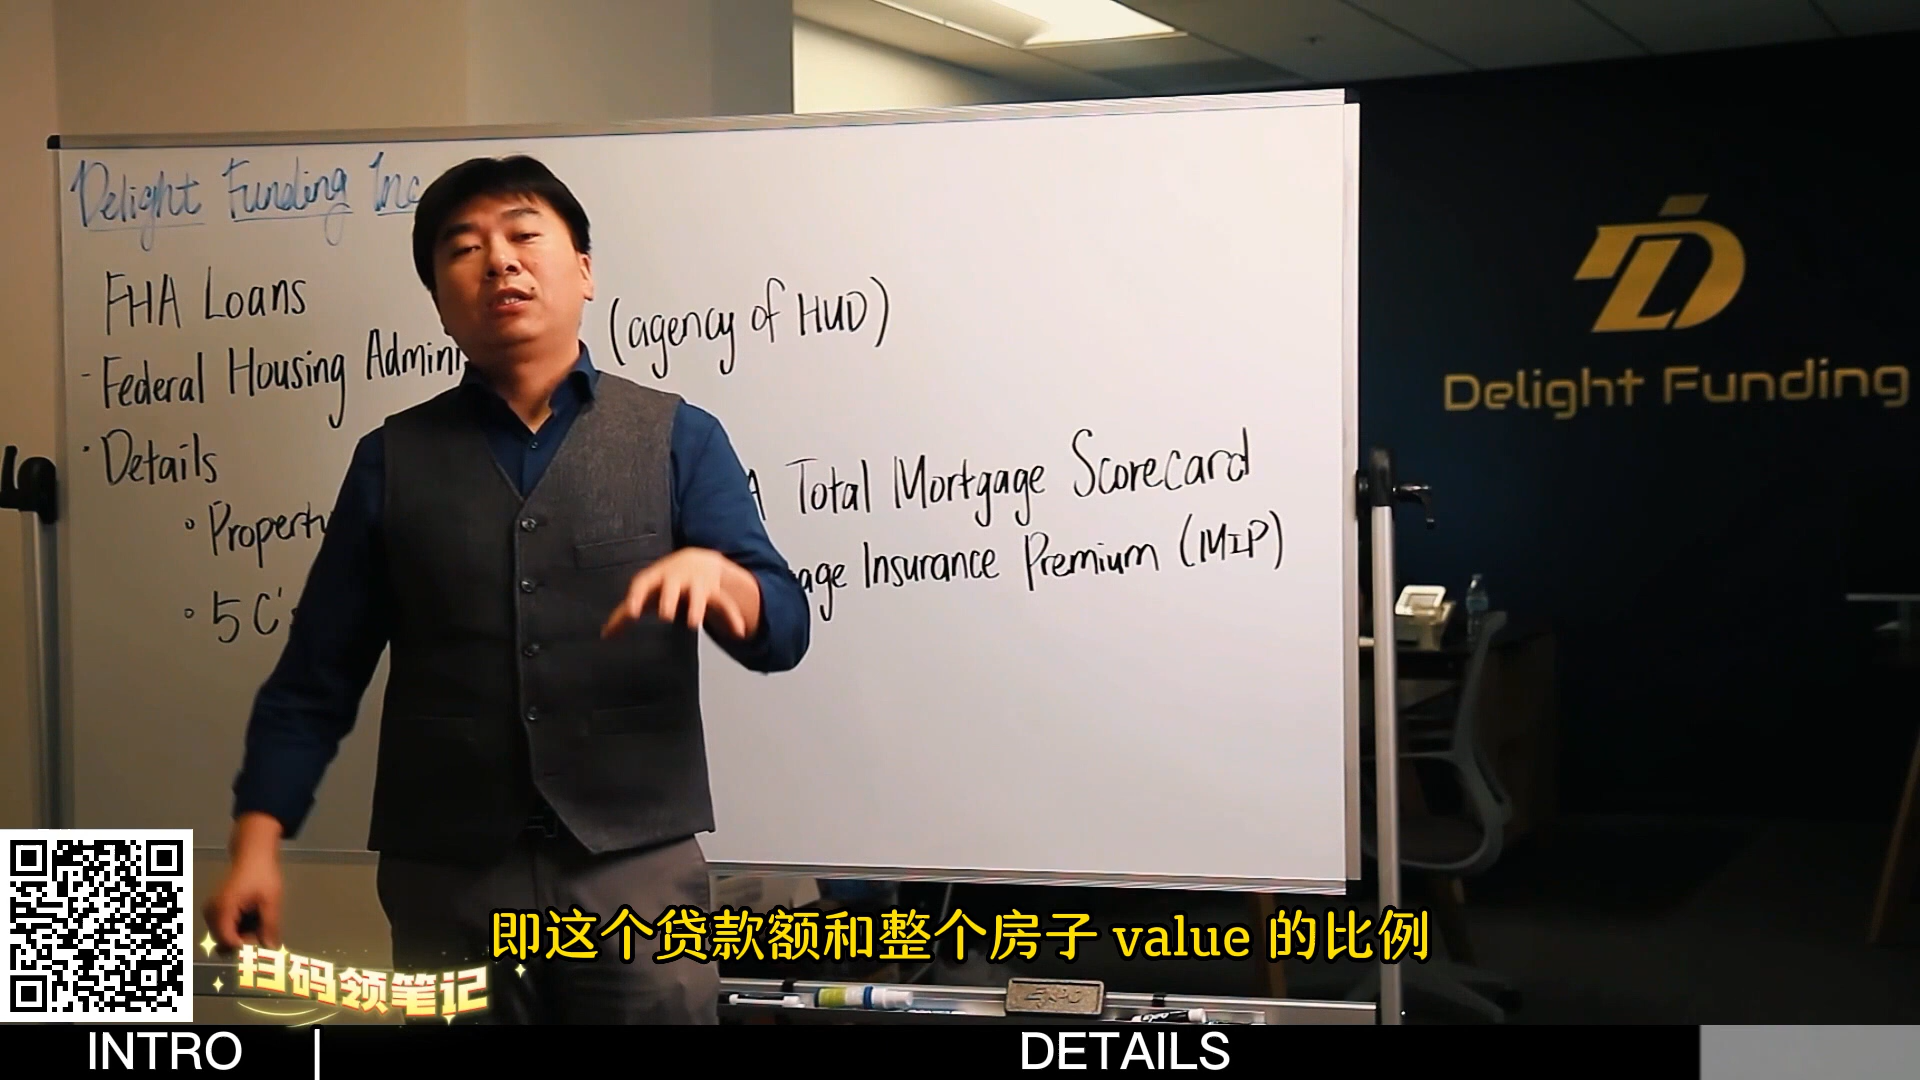 Delight Funding Inc
FHA Loans
- Federal Housing Admini (agency of HUD)
· Details
° Property
A Total Mortgage Scorecard
° 5 C's
age Insurance Premium (MIP)
Delight Funding
即这个贷款额和整个房子 value 的比例
扫码领笔记
EXPO
INTRO | DETAILS